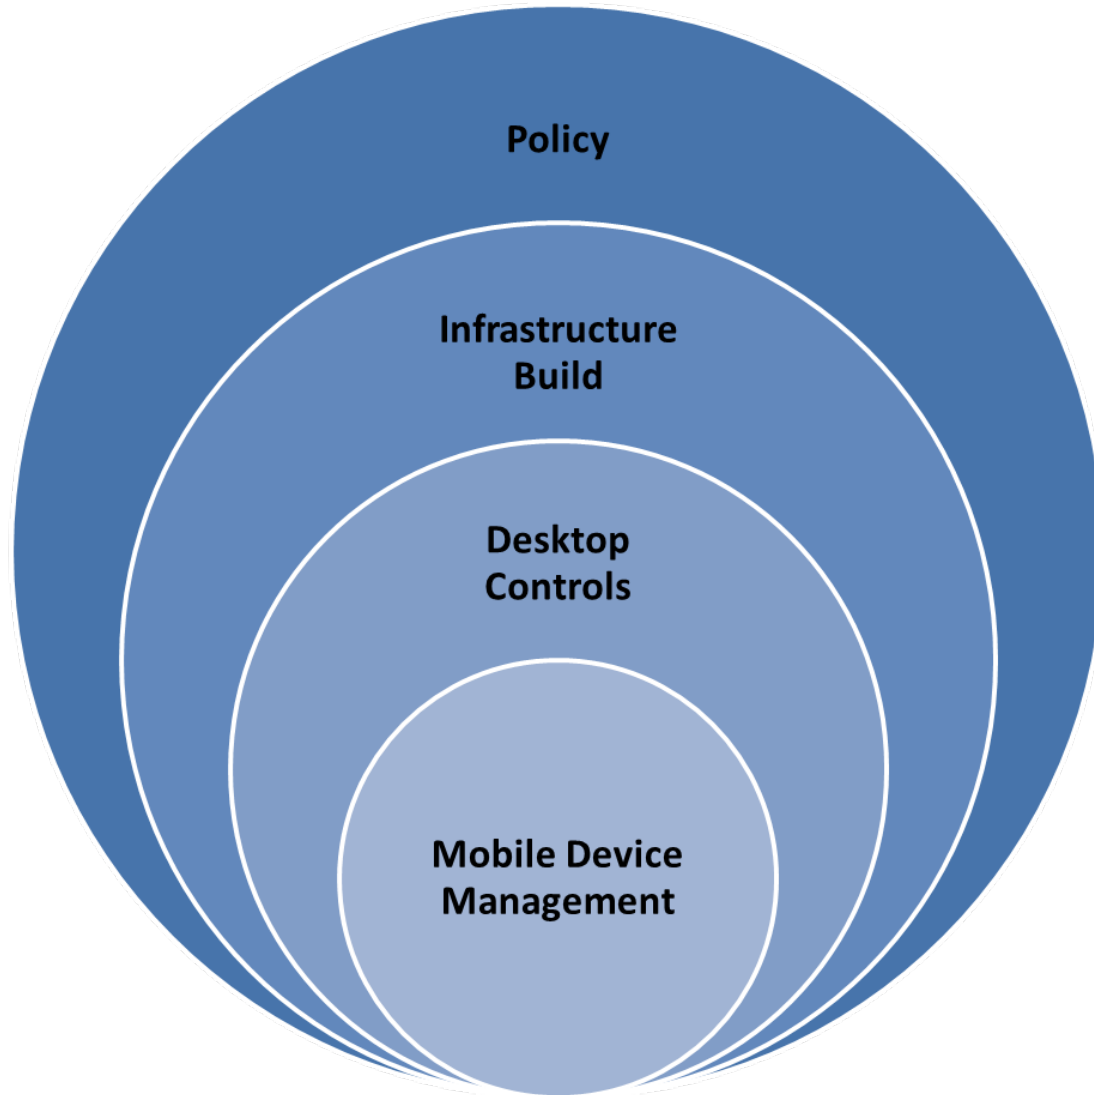 Policy
Infrastructure
Build
Desktop
Controls
Mobile Device
Management